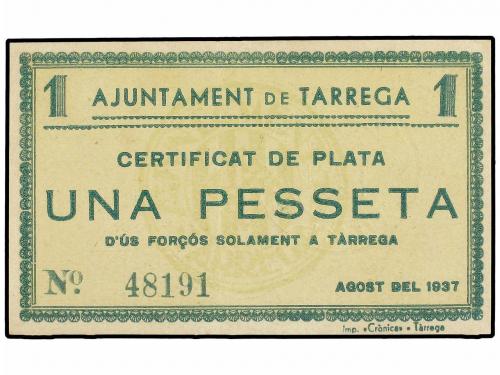 1 AJUNTAMENT DE TARREGA 1
CERTIFICAT DE PLATA
UNA PESSETA
D'ÚS FORÇÓS SOLAMENT A TÀRREGA
Nº 48191 AGOST DEL 1937
Imp. «Crònica» - Tàrrega